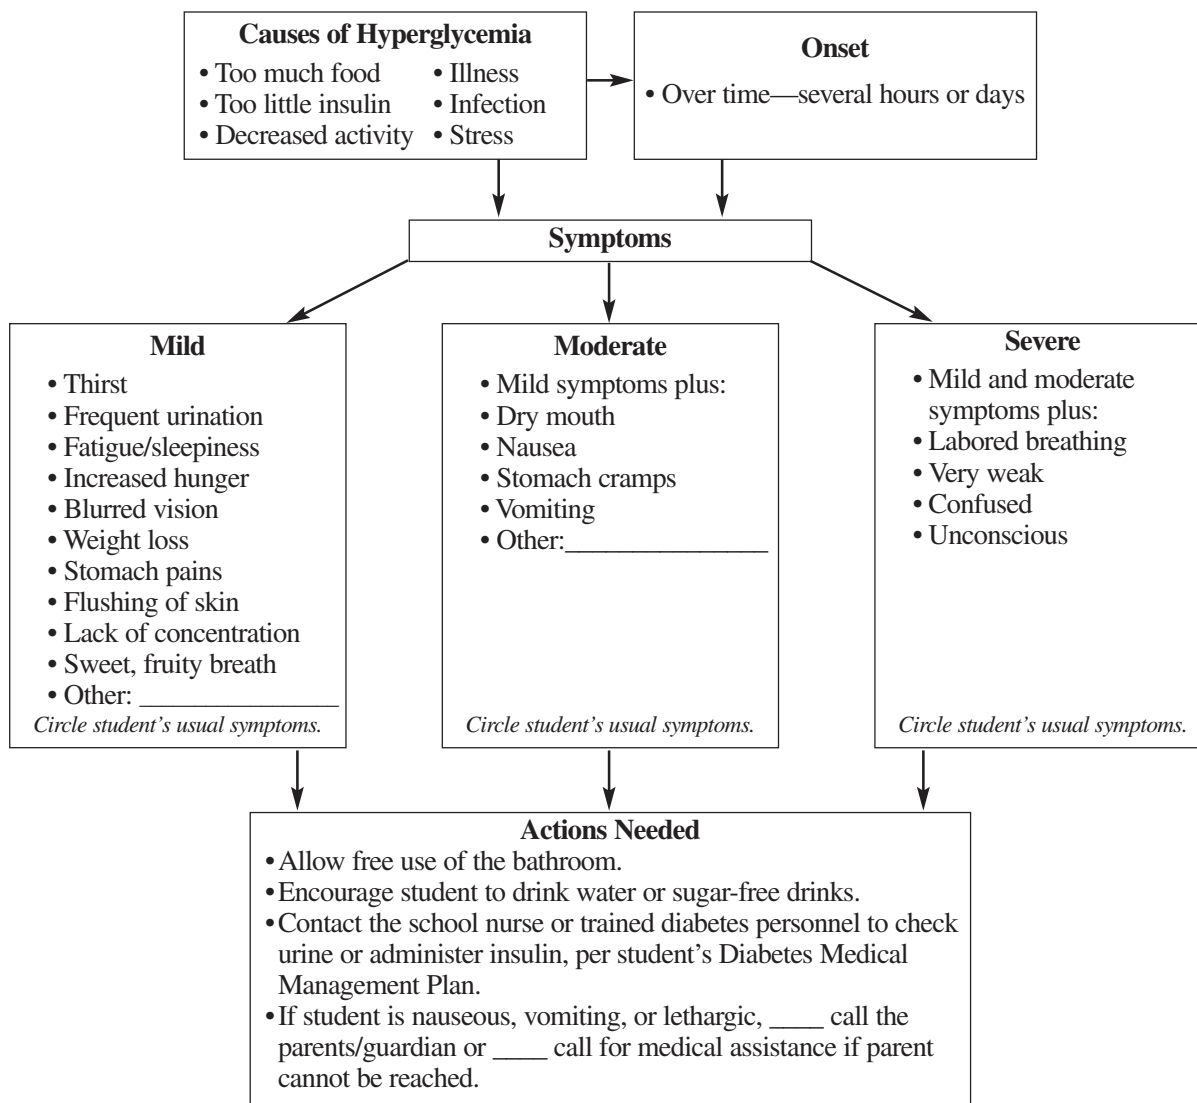 Causes of Hyperglycemia
• Too much food
• Too little insulin
• Decreased activity
• Illness
• Infection
• Stress
Onset
• Over time—several hours or days
Symptoms
Mild
• Thirst
• Frequent urination
• Fatigue/sleepiness
• Increased hunger
• Blurred vision
• Weight loss
• Stomach pains
• Flushing of skin
• Lack of concentration
• Sweet, fruity breath
• Other: _______________
Circle student’s usual symptoms.
Moderate
• Mild symptoms plus:
• Dry mouth
• Nausea
• Stomach cramps
• Vomiting
• Other:_______________
Circle student’s usual symptoms.
Severe
• Mild and moderate
symptoms plus:
• Labored breathing
• Very weak
• Confused
• Unconscious
Circle student’s usual symptoms.
Actions Needed
• Allow free use of the bathroom.
• Encourage student to drink water or sugar-free drinks.
• Contact the school nurse or trained diabetes personnel to check
urine or administer insulin, per student’s Diabetes Medical
Management Plan.
• If student is nauseous, vomiting, or lethargic, ____ call the
parents/guardian or ____ call for medical assistance if parent
cannot be reached.